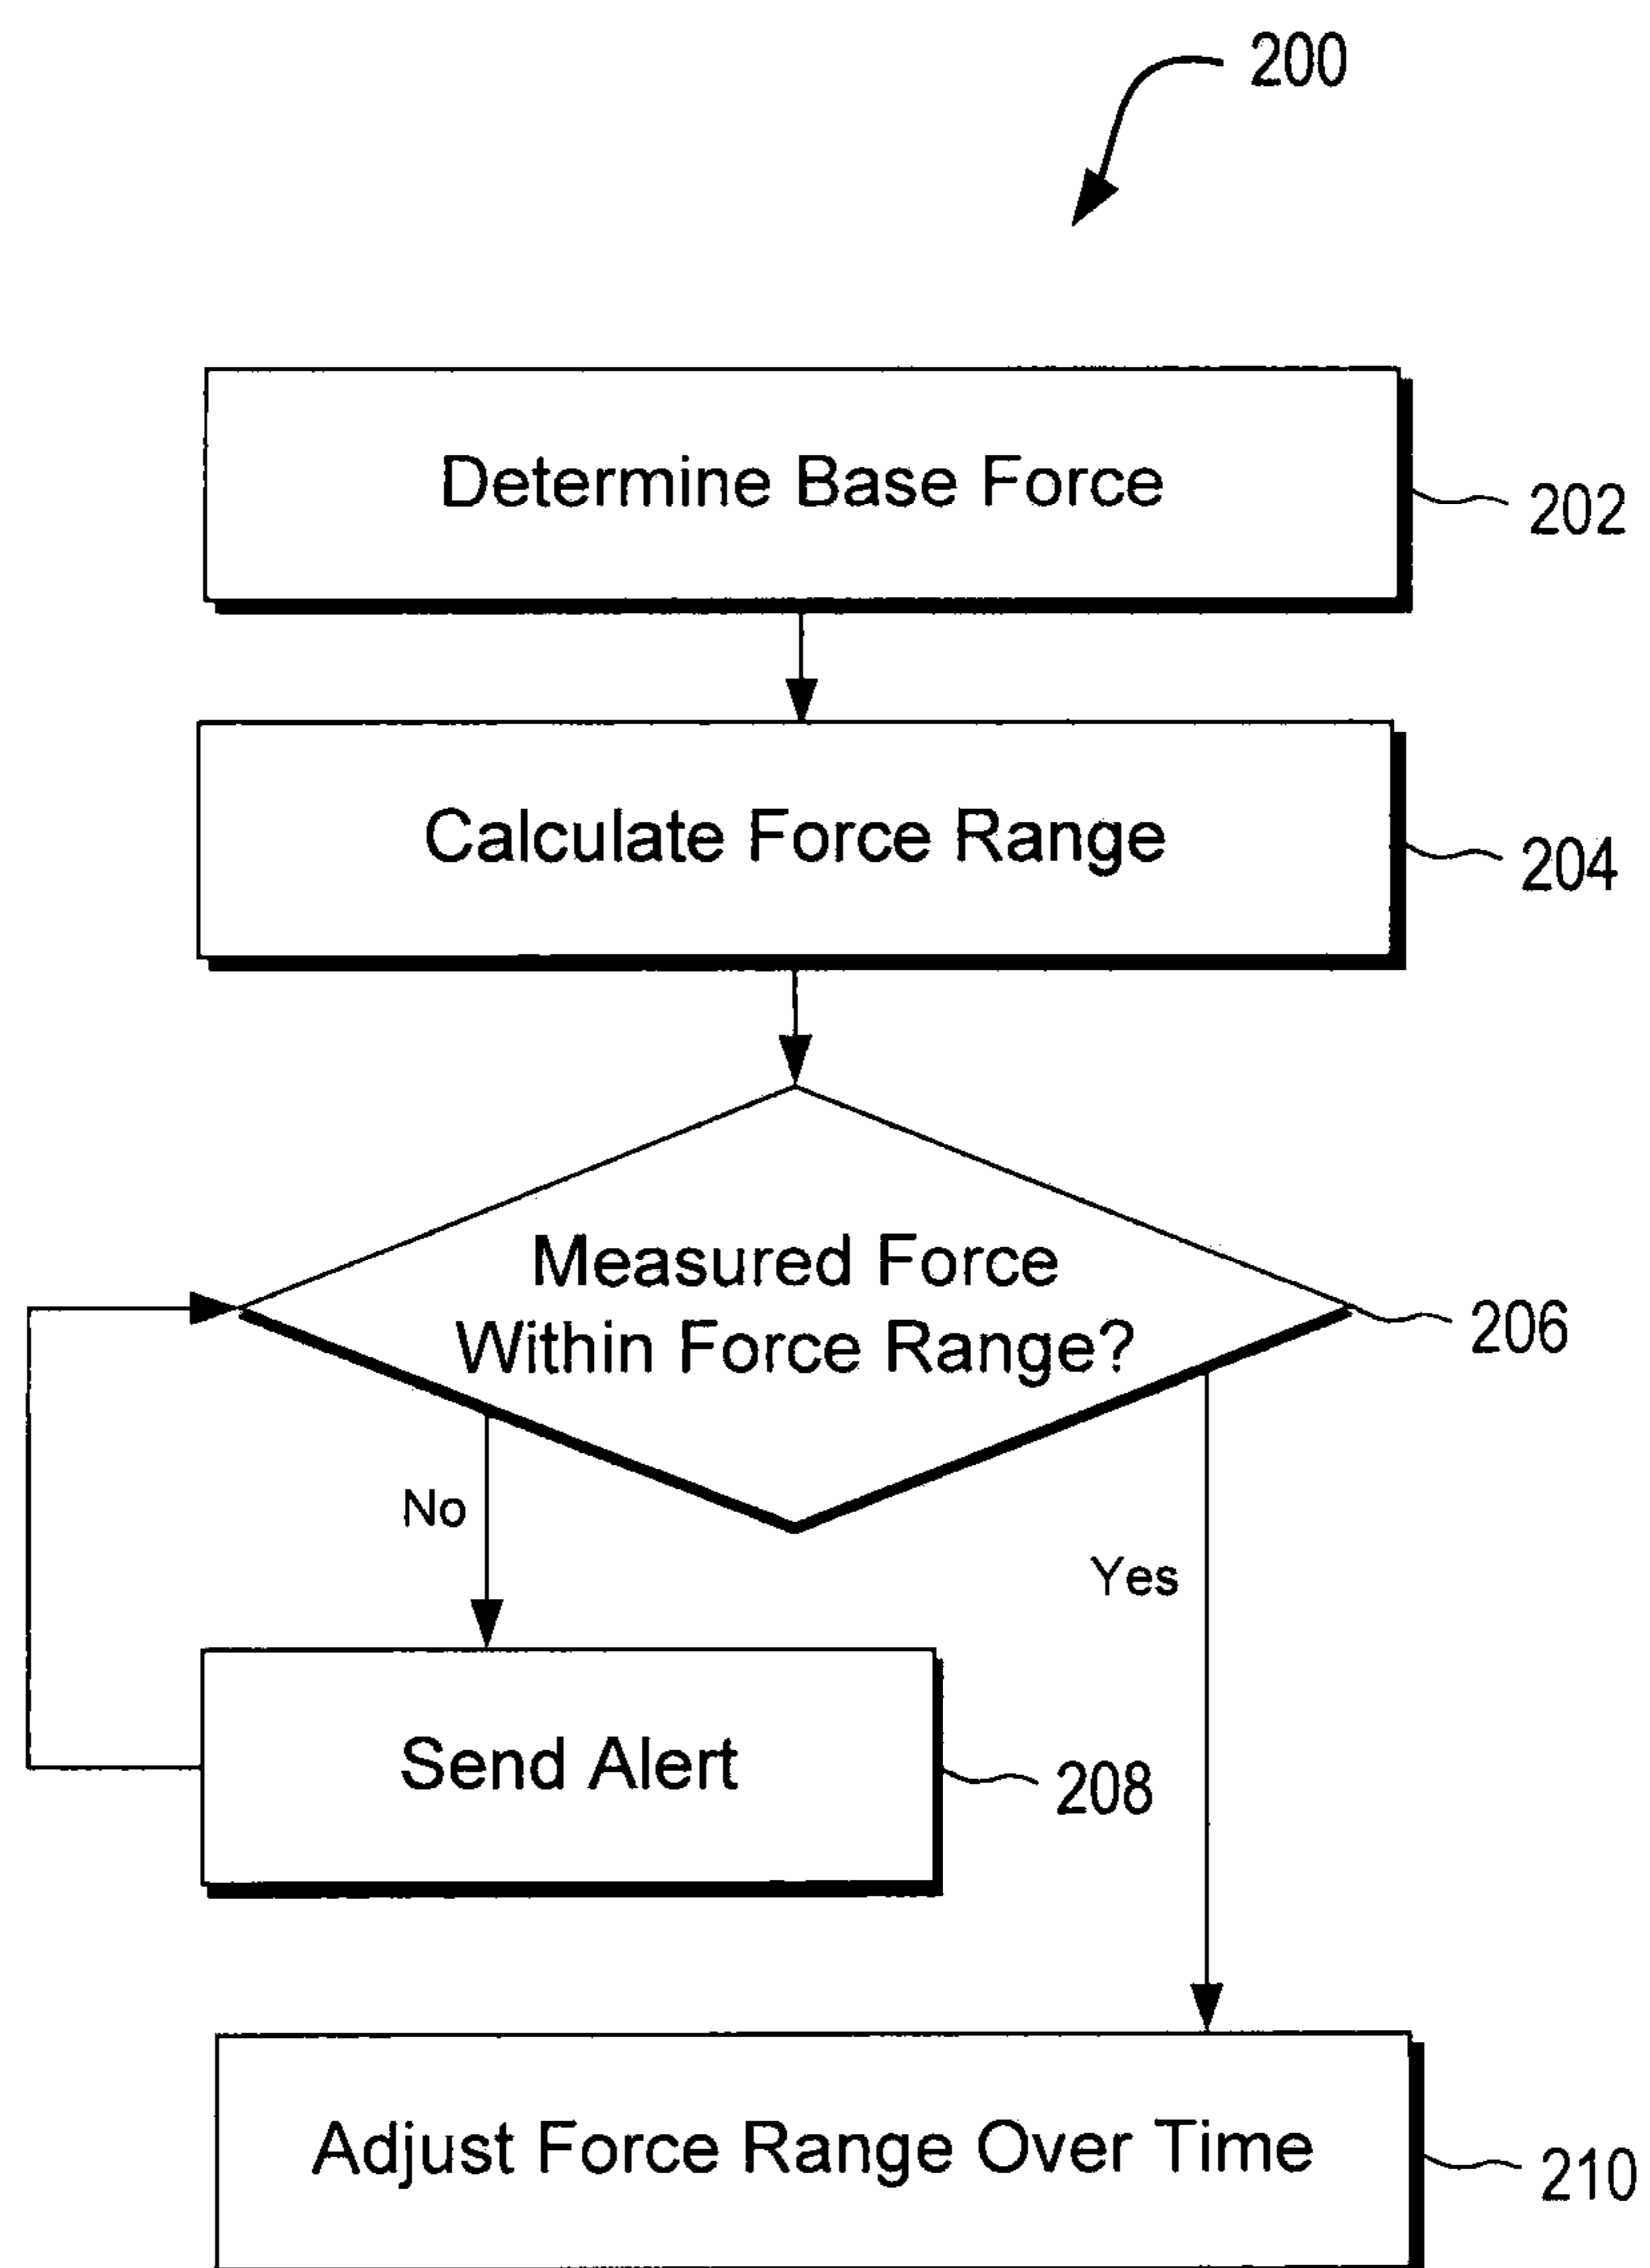 200
Determine Base Force
202
Calculate Force Range
204
Measured Force
Within Force Range?
206
No
Yes
Send Alert
208
Adjust Force Range Over Time
210